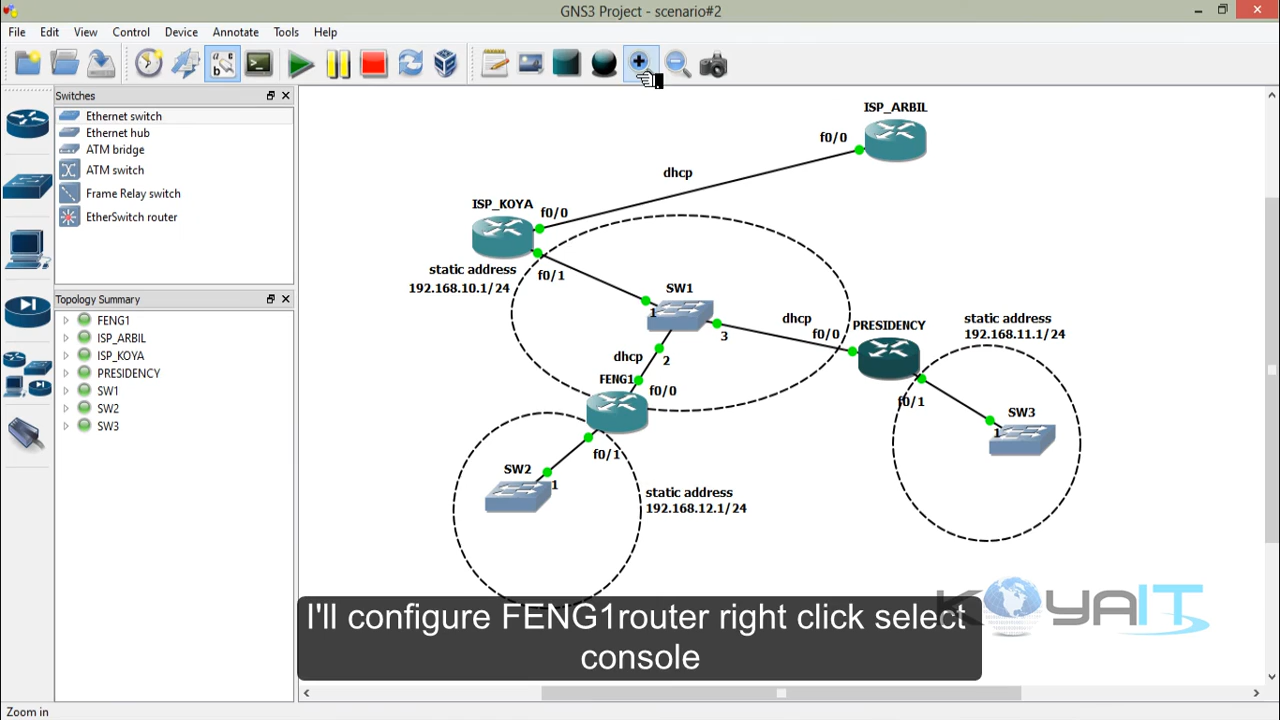 GNS3 Project - scenario#2
File Edit View Control Device Annotate Tools Help
Switches
Ethernet switch
Ethernet hub
ATM bridge
ATM switch
Frame Relay switch
EtherSwitch router
Topology Summary
FENG1
ISP_ARBIL
ISP_KOYA
PRESIDENCY
SW1
SW2
SW3
ISP_ARBIL
f0/0
dhcp
ISP_KOYA
f0/0
static address
192.168.10.1/24
f0/1
SW1
1
2
3
dhcp
f0/0
PRESIDENCY
static address
192.168.11.1/24
dhcp
FENG1
f0/0
f0/1
SW3
1
f0/1
SW2
1
static address
192.168.12.1/24
KOYAIT
I'll configure FENG1router right click select
console
Zoom in